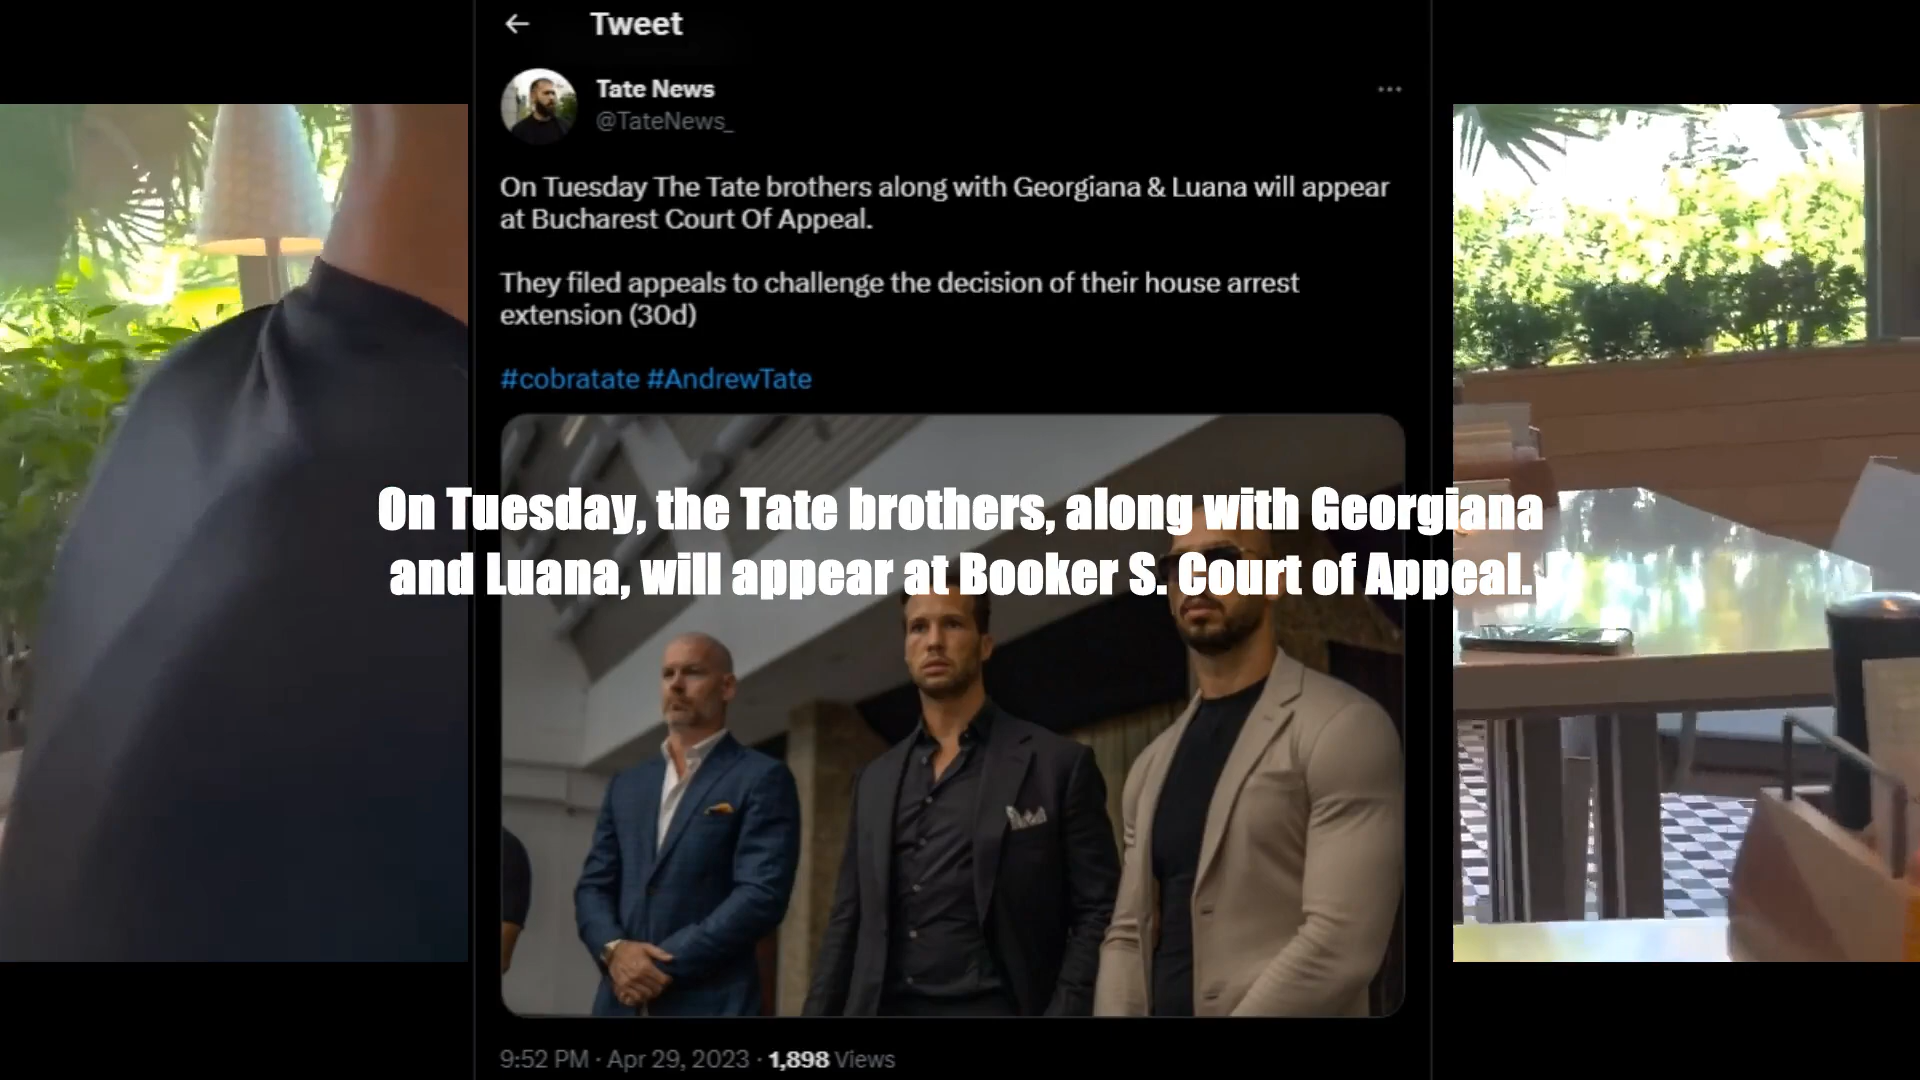 Tweet
Tate News
@TateNews_
On Tuesday The Tate brothers along with Georgiana & Luana will appear
at Bucharest Court Of Appeal.
They filed appeals to challenge the decision of their house arrest
extension (30d)
#cobratate #AndrewTate
On Tuesday, the Tate brothers, along with Georgiana
and Luana, will appear at Booker S. Court of Appeal.
9:52 PM · Apr 29, 2023 · 1,898 Views